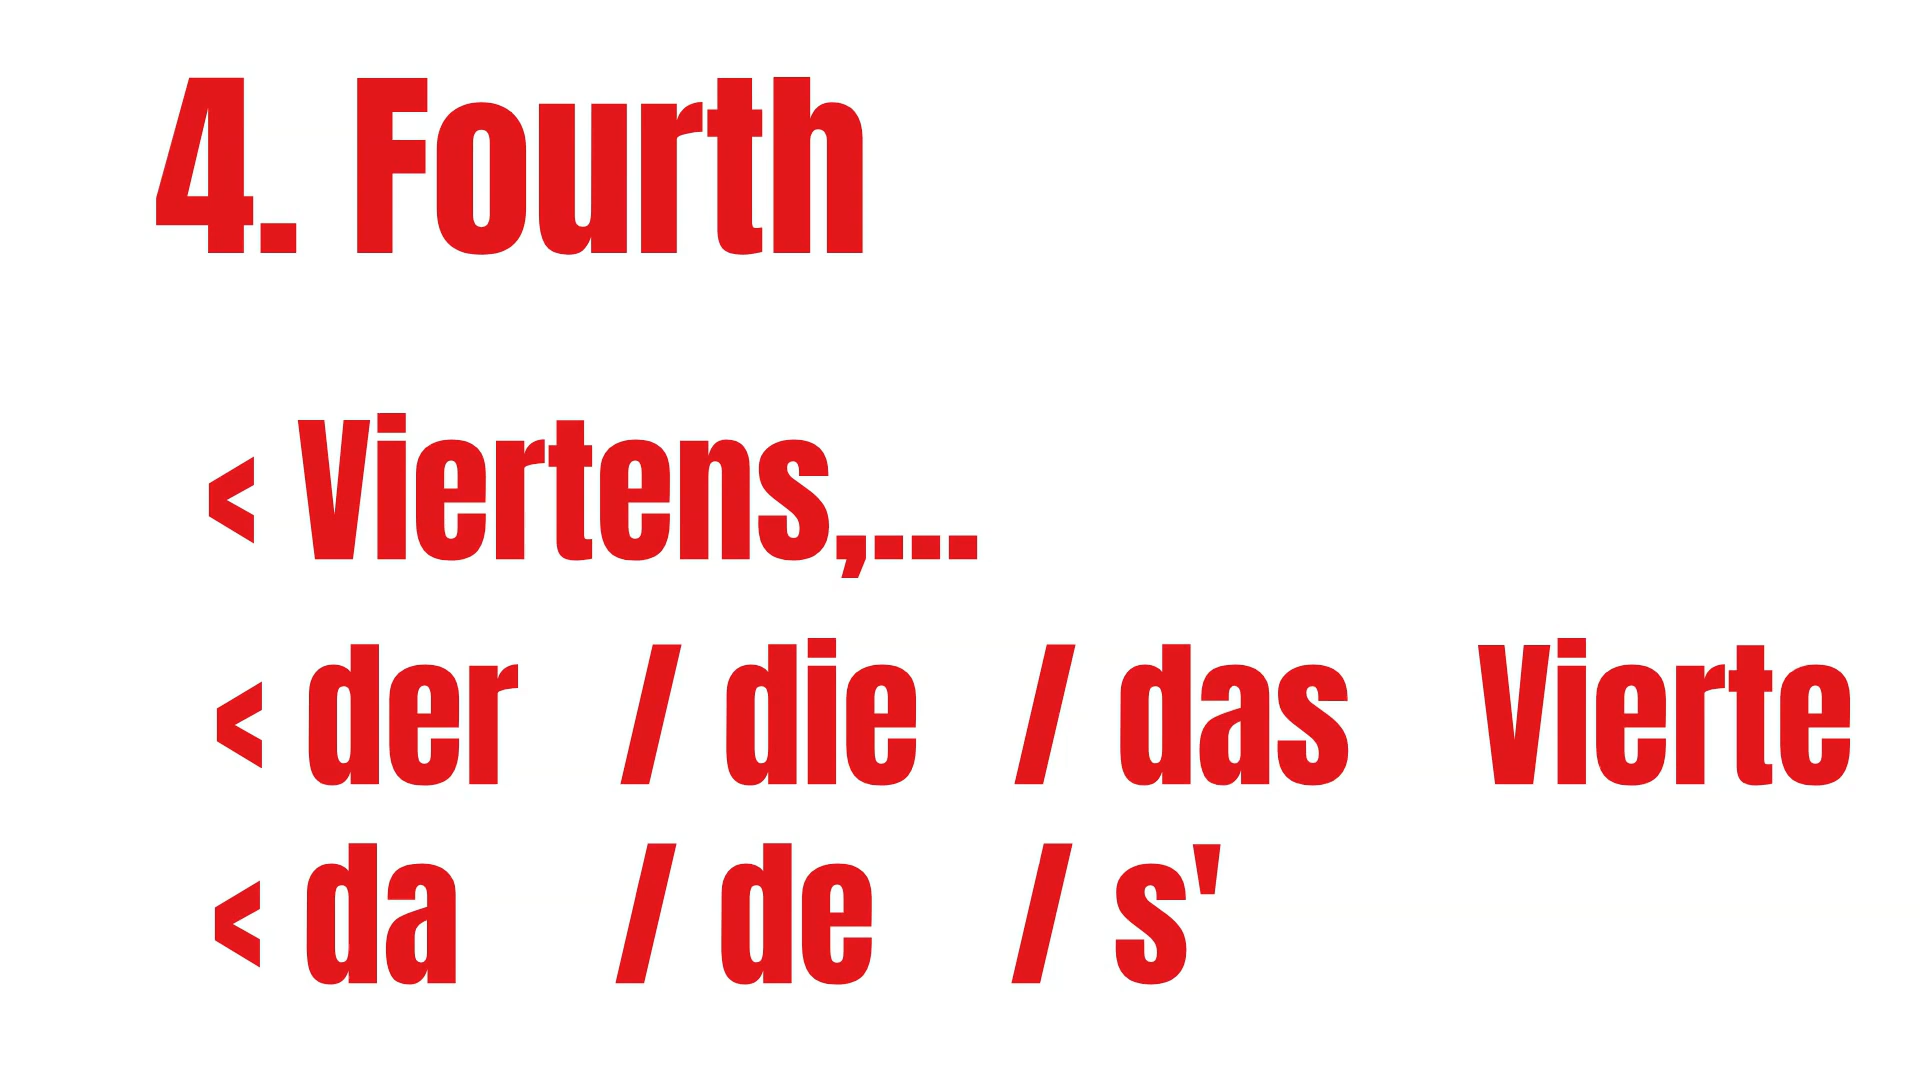 4. Fourth
< Viertens,...
< der / die / das Vierte
< da / de / s'